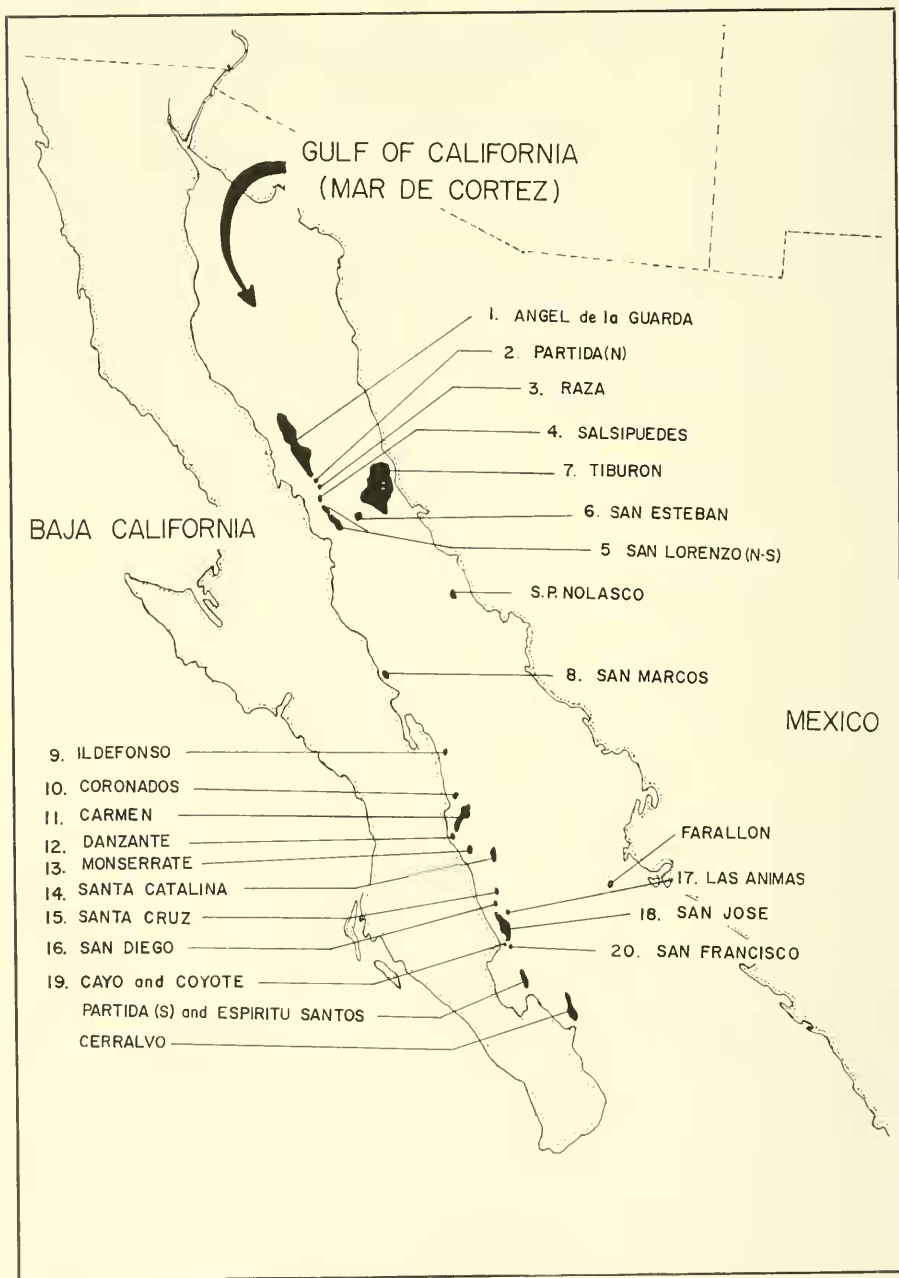 GULF OF CALIFORNIA
(MAR DE CORTEZ)
1. ANGEL de la GUARDA
2. PARTIDA(N)
3. RAZA
4. SALSIPUEDES
7. TIBURON
6. SAN ESTEBAN
BAJA CALIFORNIA
5 SAN LORENZO(N-S)
S.P. NOLASCO
8. SAN MARCOS
MEXICO
9. ILDEFONSO
10. CORONADOS
11. CARMEN
12. DANZANTE
13. MONSERRATE
14. SANTA CATALINA
15. SANTA CRUZ
16. SAN DIEGO
19. CAYO and COYOTE
PARTIDA (S) and ESPIRITU SANTOS
CERRALVO
FARALLON
17. LAS ANIMAS
18. SAN JOSE
20. SAN FRANCISCO